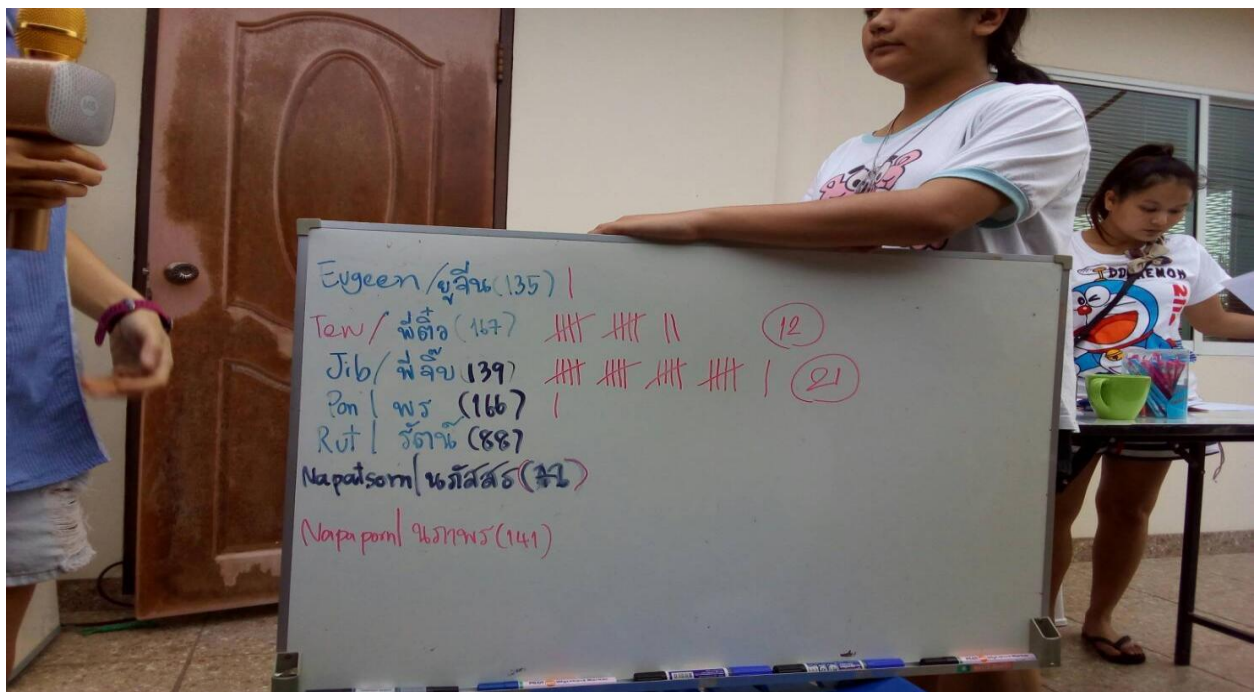 Eugeen/ยูจีน (135) |
Tew/พี่ติ๋ว (167) 𝍸 𝍸 || 12
Jib/พี่จิ๊บ (139) 𝍸 𝍸 𝍸 𝍸 | 21
Pon/พร (166) |
Rut/รัตน์ (88)
Napatsorn/นภัสสร
Napaporn/นภาพร (141)